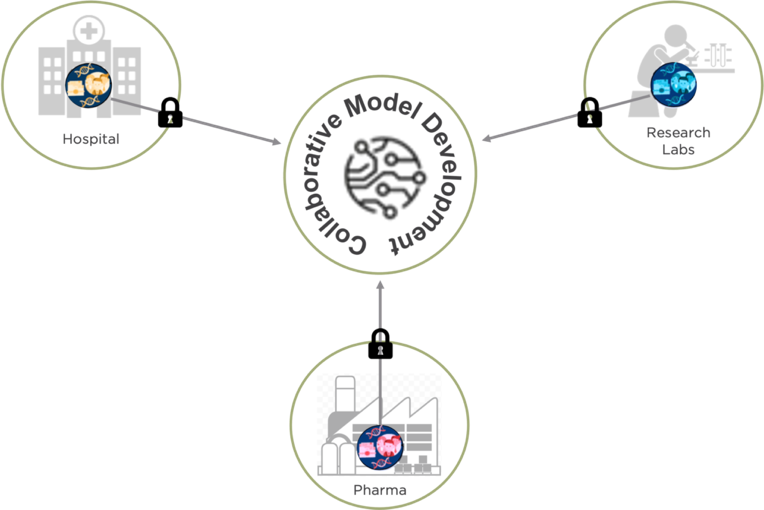 Hospital
Collaborative Model Development
Research
Labs
Pharma